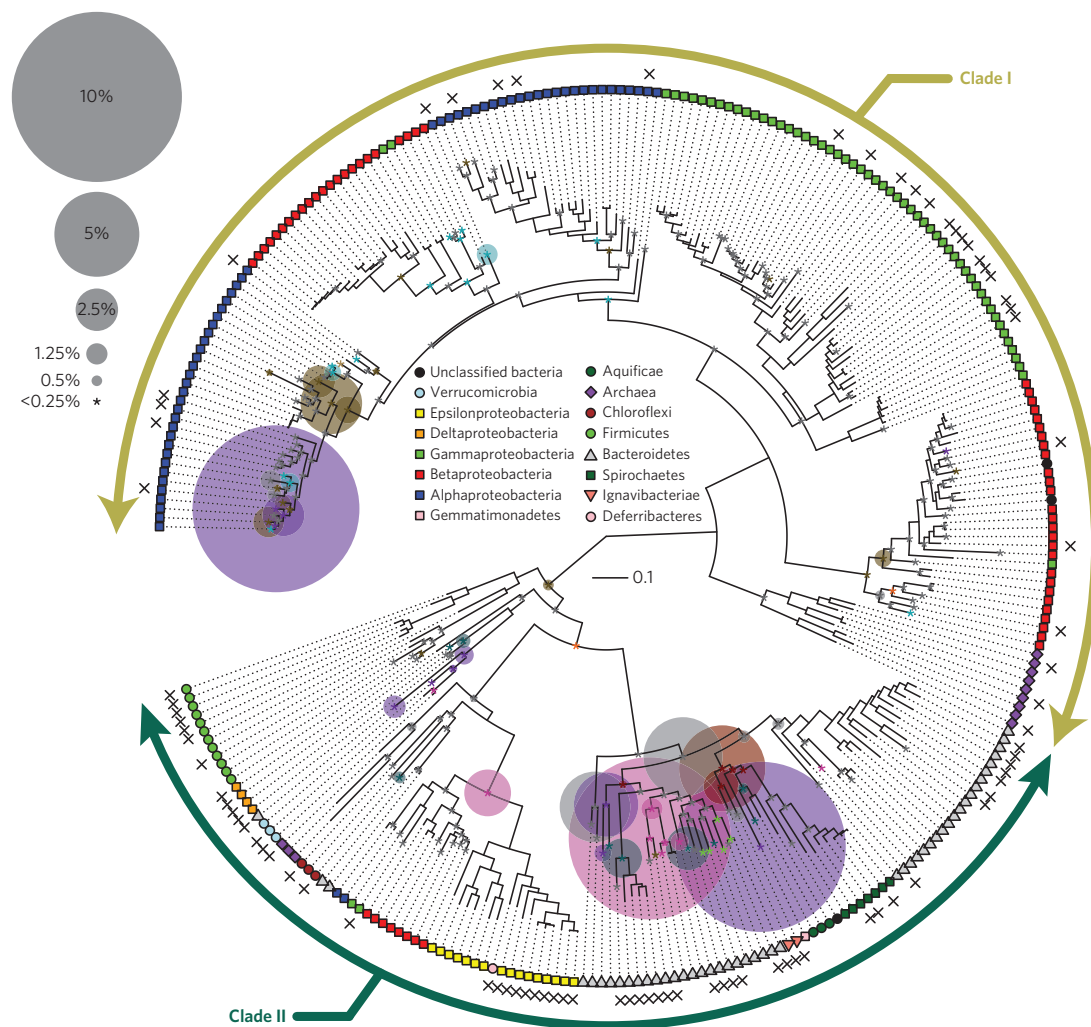 10%
5%
2.5%
1.25%
0.5%
<0.25%
Clade I
Unclassified bacteria
Verrucomicrobia
Epsilonproteobacteria
Deltaproteobacteria
Gammaproteobacteria
Betaproteobacteria
Alphaproteobacteria
Gemmatimonadetes
Aquificae
Archaea
Chloroflexi
Firmicutes
Bacteroidetes
Spirochaetes
Ignavibacteriae
Deferribacteres
0.1
Clade II